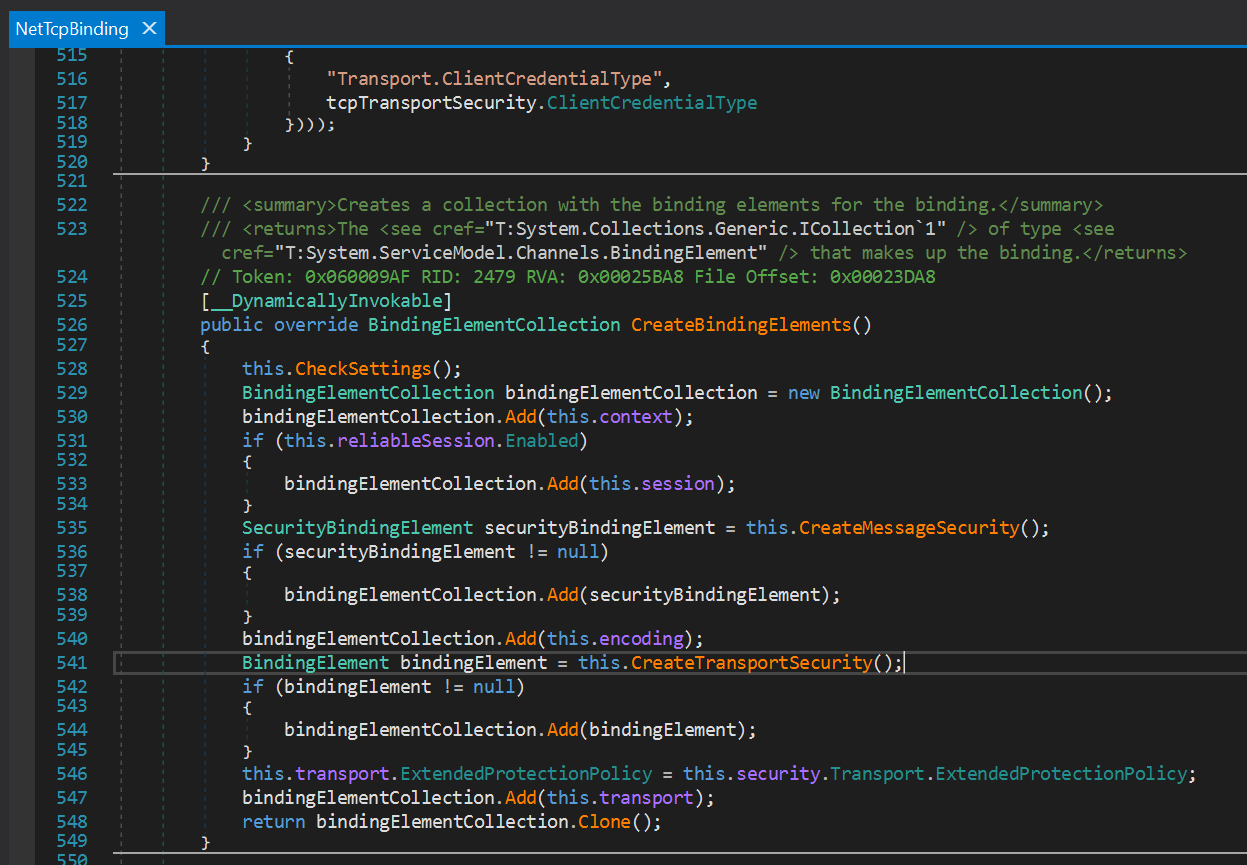 NetTcpBinding ✕
515 {
516 "Transport.ClientCredentialType",
517 tcpTransportSecurity.ClientCredentialType
518 })));
519 }
520 }
521
522 /// <summary>Creates a collection with the binding elements for the binding.</summary>
523 /// <returns>The <see cref="T:System.Collections.Generic.ICollection`1" /> of type <see
cref="T:System.ServiceModel.Channels.BindingElement" /> that makes up the binding.</returns>
524 // Token: 0x060009AF RID: 2479 RVA: 0x00025BA8 File Offset: 0x00023DA8
525 [__DynamicallyInvokable]
526 public override BindingElementCollection CreateBindingElements()
527 {
528 this.CheckSettings();
529 BindingElementCollection bindingElementCollection = new BindingElementCollection();
530 bindingElementCollection.Add(this.context);
531 if (this.reliableSession.Enabled)
532 {
533 bindingElementCollection.Add(this.session);
534 }
535 SecurityBindingElement securityBindingElement = this.CreateMessageSecurity();
536 if (securityBindingElement != null)
537 {
538 bindingElementCollection.Add(securityBindingElement);
539 }
540 bindingElementCollection.Add(this.encoding);
541 BindingElement bindingElement = this.CreateTransportSecurity();
542 if (bindingElement != null)
543 {
544 bindingElementCollection.Add(bindingElement);
545 }
546 this.transport.ExtendedProtectionPolicy = this.security.Transport.ExtendedProtectionPolicy;
547 bindingElementCollection.Add(this.transport);
548 return bindingElementCollection.Clone();
549 }
550